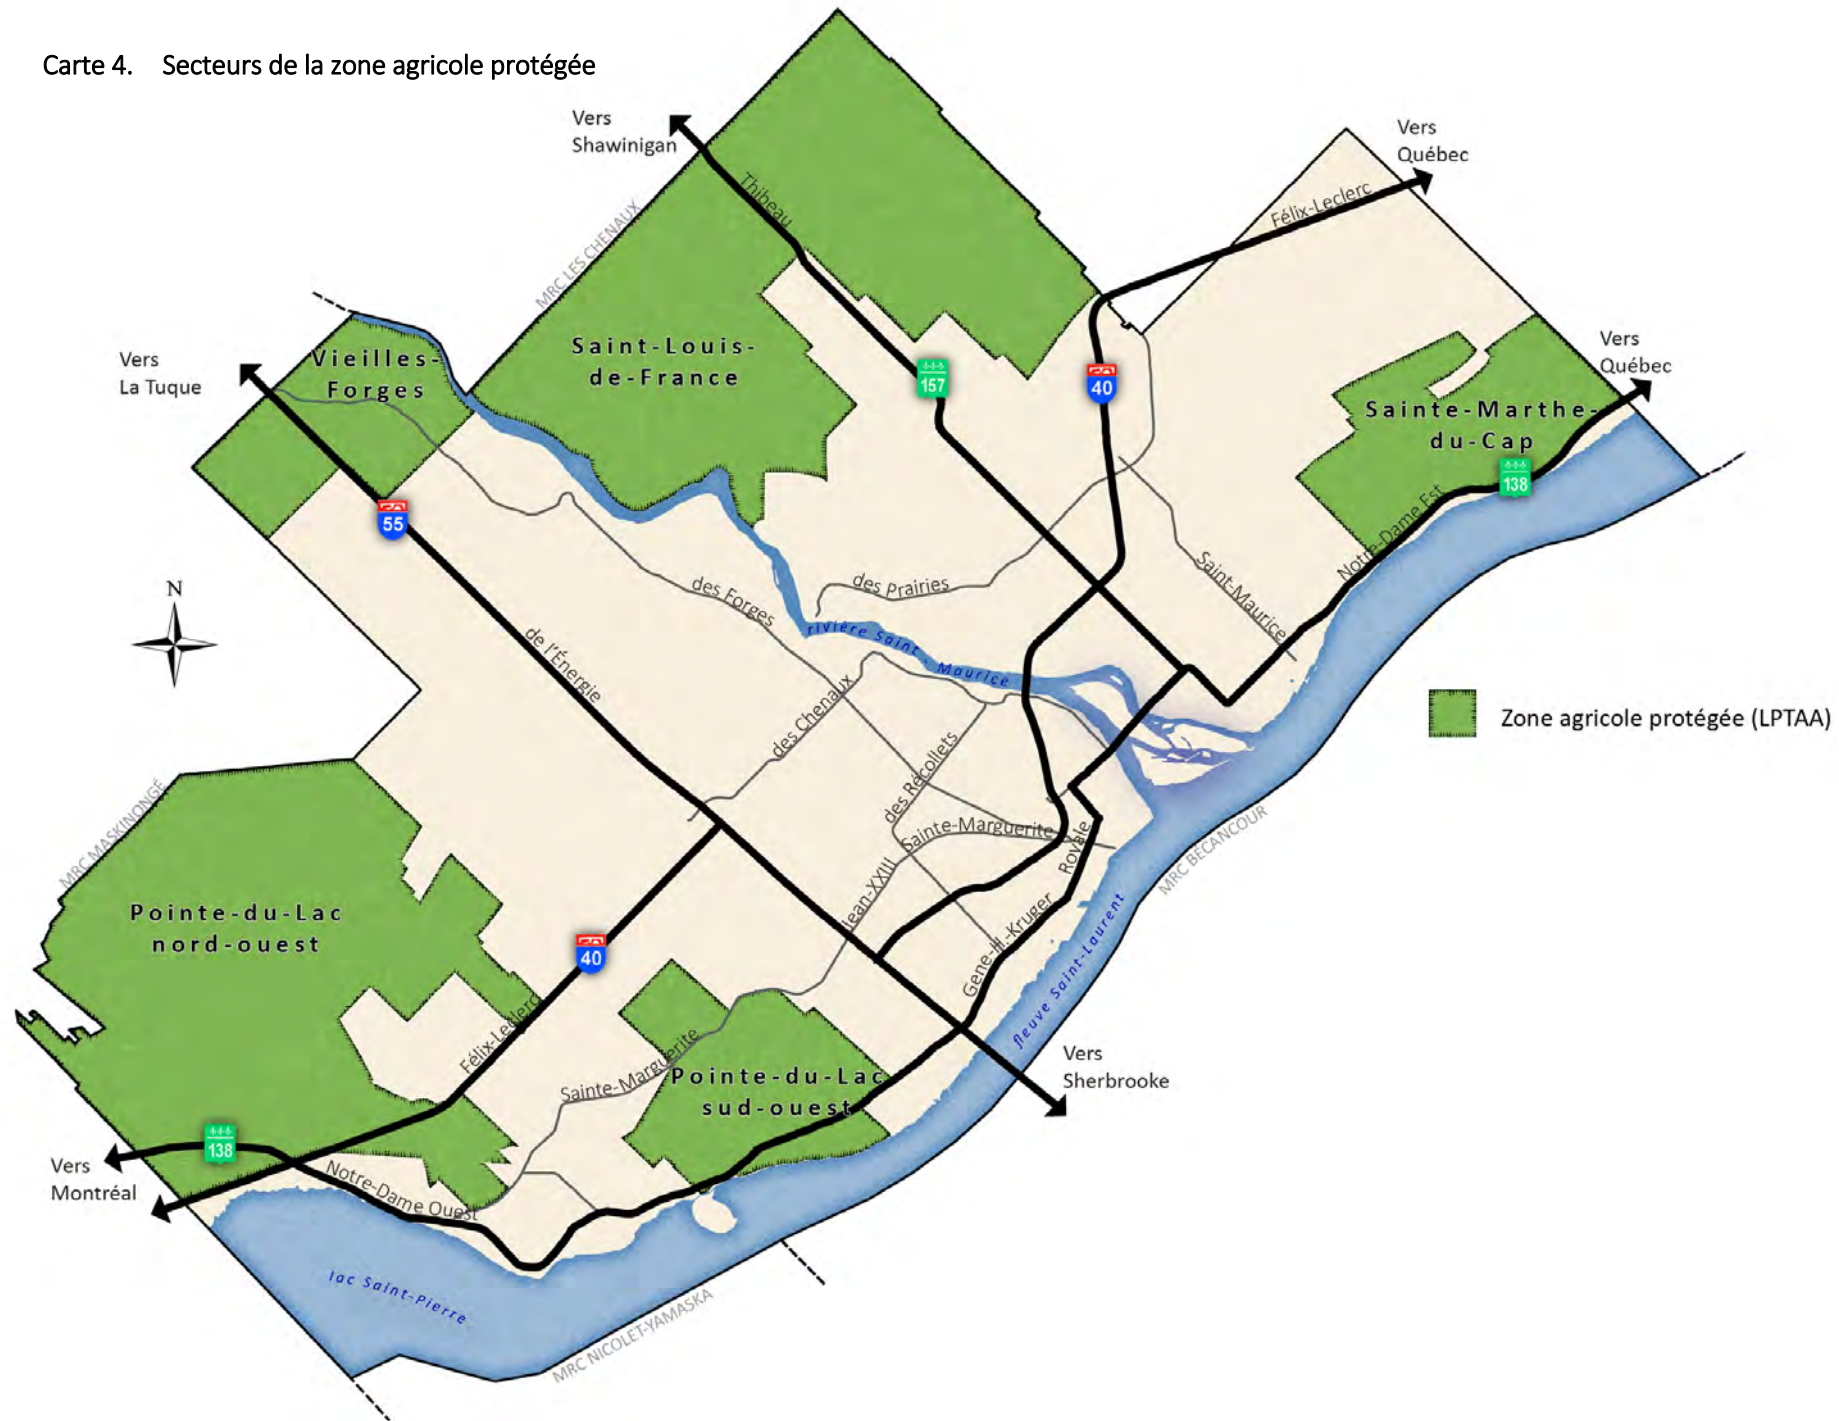 Carte 4. Secteurs de la zone agricole protégée
Vers
Shawinigan
Vers
Québec
Thibeau
Félix-Leclerc
MRC LES CHENAUX
Vers
La Tuque
Vieilles-
Forges
Saint-Louis-
de-France
157
40
Vers
Québec
Sainte-Marthe-
du-Cap
138
55
Notre-Dame Est
N
des Forges
des Prairies
Saint-Maurice
rivière Saint-Maurice
de l'Énergie
des Chenaux
Zone agricole protégée (LPTAA)
des Récollets
Sainte-Marguerite
Royale
MRC MASKINONGÉ
MRC BÉCANCOUR
Jean-XXIII
Gene-H.-Kruger
Pointe-du-Lac
nord-ouest
40
fleuve Saint-Laurent
Félix-Leclerc
Sainte-Marguerite
Pointe-du-Lac
sud-ouest
Vers
Sherbrooke
138
Vers
Montréal
Notre-Dame Ouest
lac Saint-Pierre
MRC NICOLET-YAMASKA